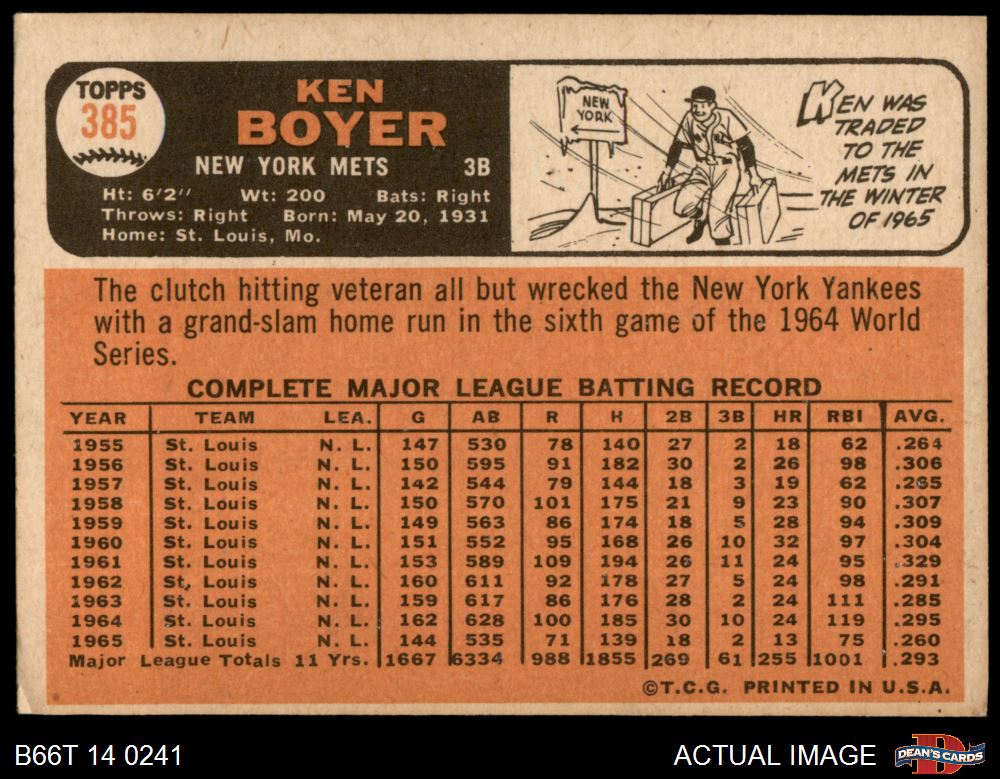 TOPPS
385
KEN
BOYER
NEW YORK METS 3B
Ht: 6'2" Wt: 200 Bats: Right
Throws: Right Born: May 20, 1931
Home: St. Louis, Mo.
NEW
YORK
KEN WAS
TRADED
TO THE
METS IN
THE WINTER
OF 1965
The clutch hitting veteran all but wrecked the New York Yankees
with a grand-slam home run in the sixth game of the 1964 World
Series.
COMPLETE MAJOR LEAGUE BATTING RECORD
YEAR TEAM LEA. G AB R H 2B 3B HR RBI AVG.
1955 St. Louis N. L. 147 530 78 140 27 2 18 62 .264
1956 St. Louis N. L. 150 595 91 182 30 2 26 98 .306
1957 St. Louis N. L. 142 544 79 144 18 3 19 62 .265
1958 St. Louis N. L. 150 570 101 175 21 9 23 90 .307
1959 St. Louis N. L. 149 563 86 174 18 5 28 94 .309
1960 St. Louis N. L. 151 552 95 168 26 10 32 97 .304
1961 St. Louis N. L. 153 589 109 194 26 11 24 95 .329
1962 St. Louis N. L. 160 611 92 178 27 5 24 98 .291
1963 St. Louis N. L. 159 617 86 176 28 2 24 111 .285
1964 St. Louis N. L. 162 628 100 185 30 10 24 119 .295
1965 St. Louis N. L. 144 535 71 139 18 2 13 75 .260
Major League Totals 11 Yrs. 1667 6334 988 1855 269 61 255 1001 .293
©T.C.G. PRINTED IN U.S.A.
B66T 14 0241 ACTUAL IMAGE DEAN'S CARDS